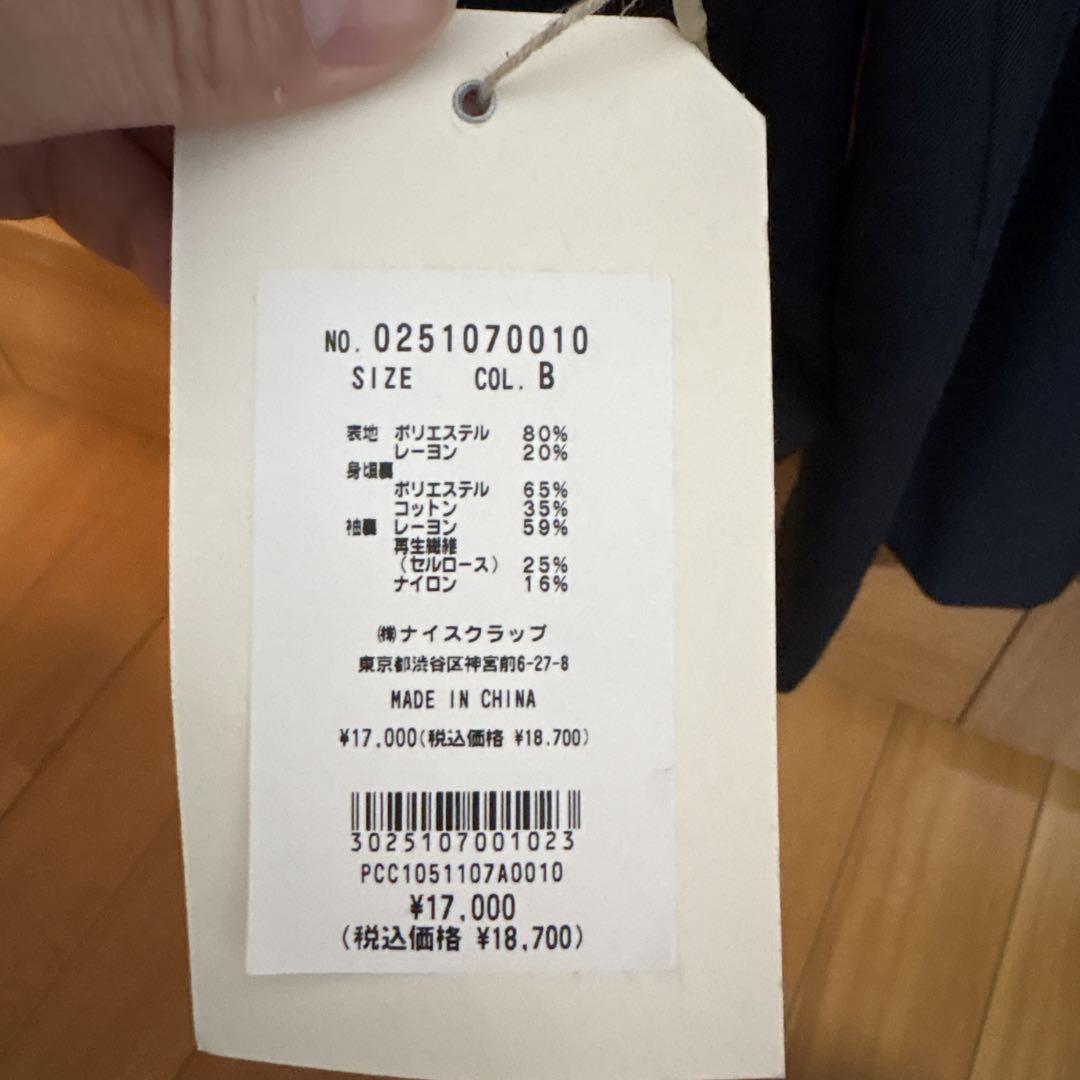 NO. 0251070010
SIZE COL. B
表地 ポリエステル 80%
レーヨン 20%
身頃裏
ポリエステル 65%
コットン 35%
袖裏 レーヨン 59%
再生繊維
(セルロース) 25%
ナイロン 16%
㈱ナイスクラップ
東京都渋谷区神宮前6-27-8
MADE IN CHINA
¥17,000(税込価格 ¥18,700)
3025107001023
PCC1051107A0010
¥17,000
(税込価格 ¥18,700)